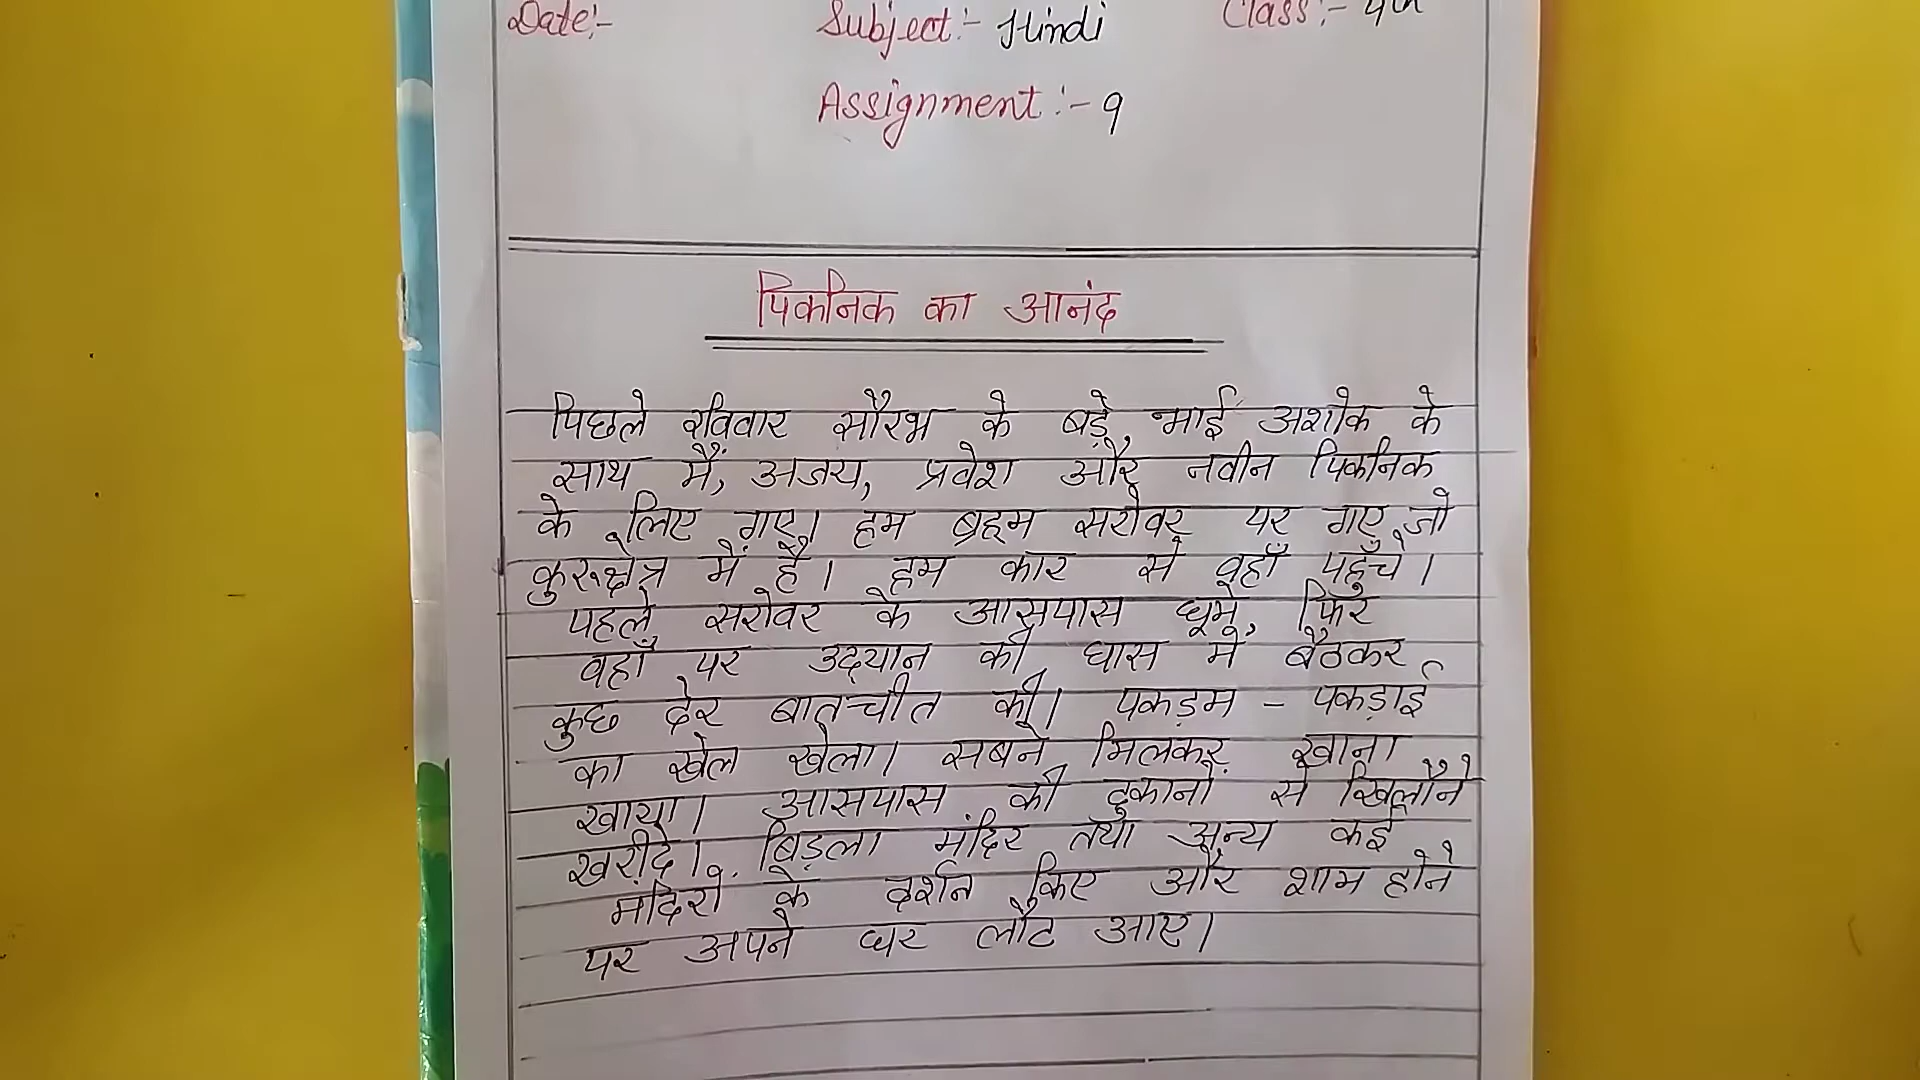 Date:- Subject:- Hindi Class:- 4th
Assignment:- 9
पिकनिक का आनंद
पिछले रविवार सौरभ के बड़े भाई अशोक के
साथ मैं, अजय, प्रवेश और नवीन पिकनिक
के लिए गए। हम ब्रह्म सरोवर पर गए जो
कुरुक्षेत्र में है। हम कार से वहाँ पहुँचे।
पहले सरोवर के आसपास घूमे, फिर
वहाँ पर उद्यान की घास में बैठकर
कुछ देर बातचीत की। पकड़म - पकड़ाई
का खेल खेला। सबने मिलकर खाना
खाया। आसपास की दुकानों से खिलौने
खरीदे। बिड़ला मंदिर तथा अन्य कई
मंदिरों के दर्शन किए और शाम होने
पर अपने घर लौट आए।